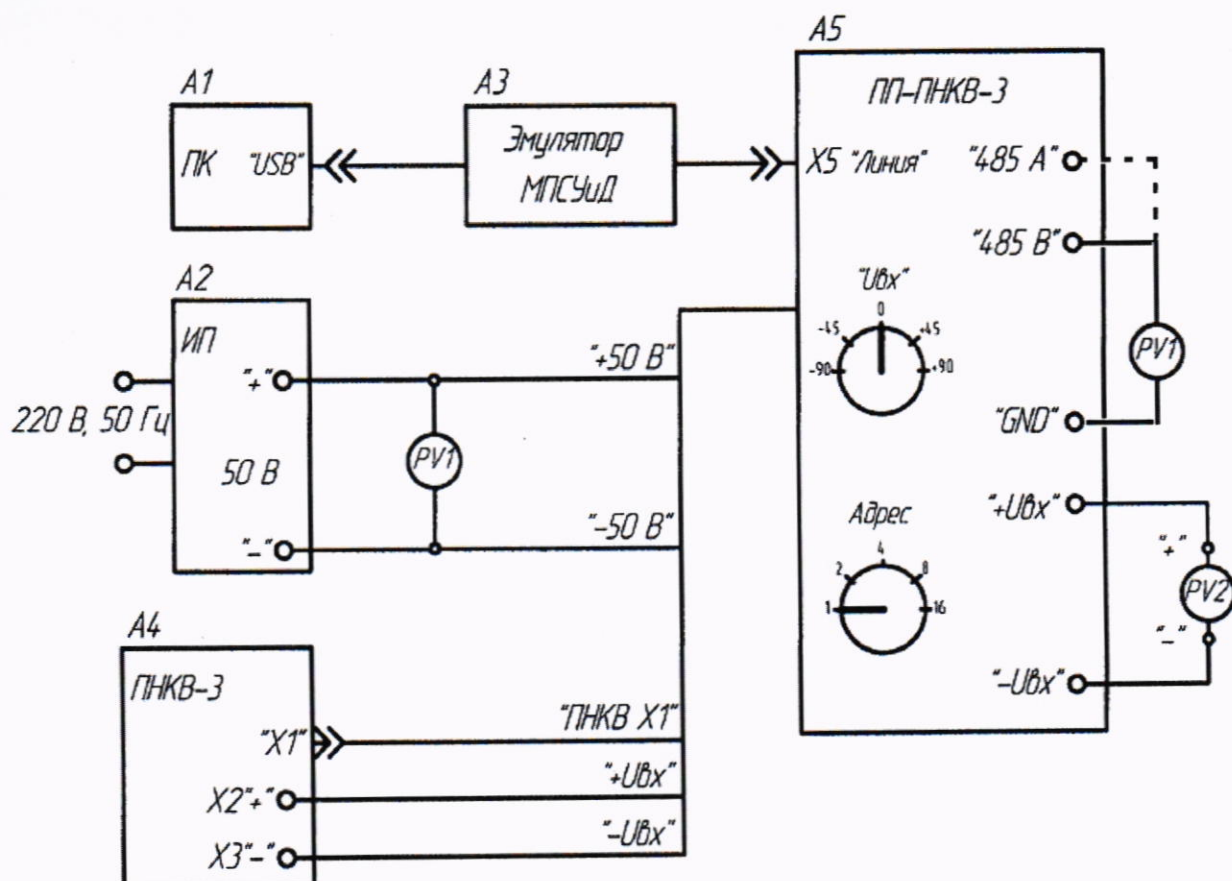 A5
A1
A3
ПП-ПНКВ-3
ПК "USB"
Эмулятор
МПСУиД
X5 "Линия"
"485 A"
"485 B"
A2
"Uвх"
0
-45 +45
-90 +90
ИП
"+"
"+50 В"
PV1
220 В, 50 Гц
"GND"
50 В
PV1
"-50 В"
"-"
"+Uвх"
Адрес
4
2 8
1 16
"+"
PV2
"-"
A4
ПНКВ-3
"-Uвх"
"X1"
"ПНКВ X1"
X2"+"
"+Uвх"
X3"-"
"-Uвх"